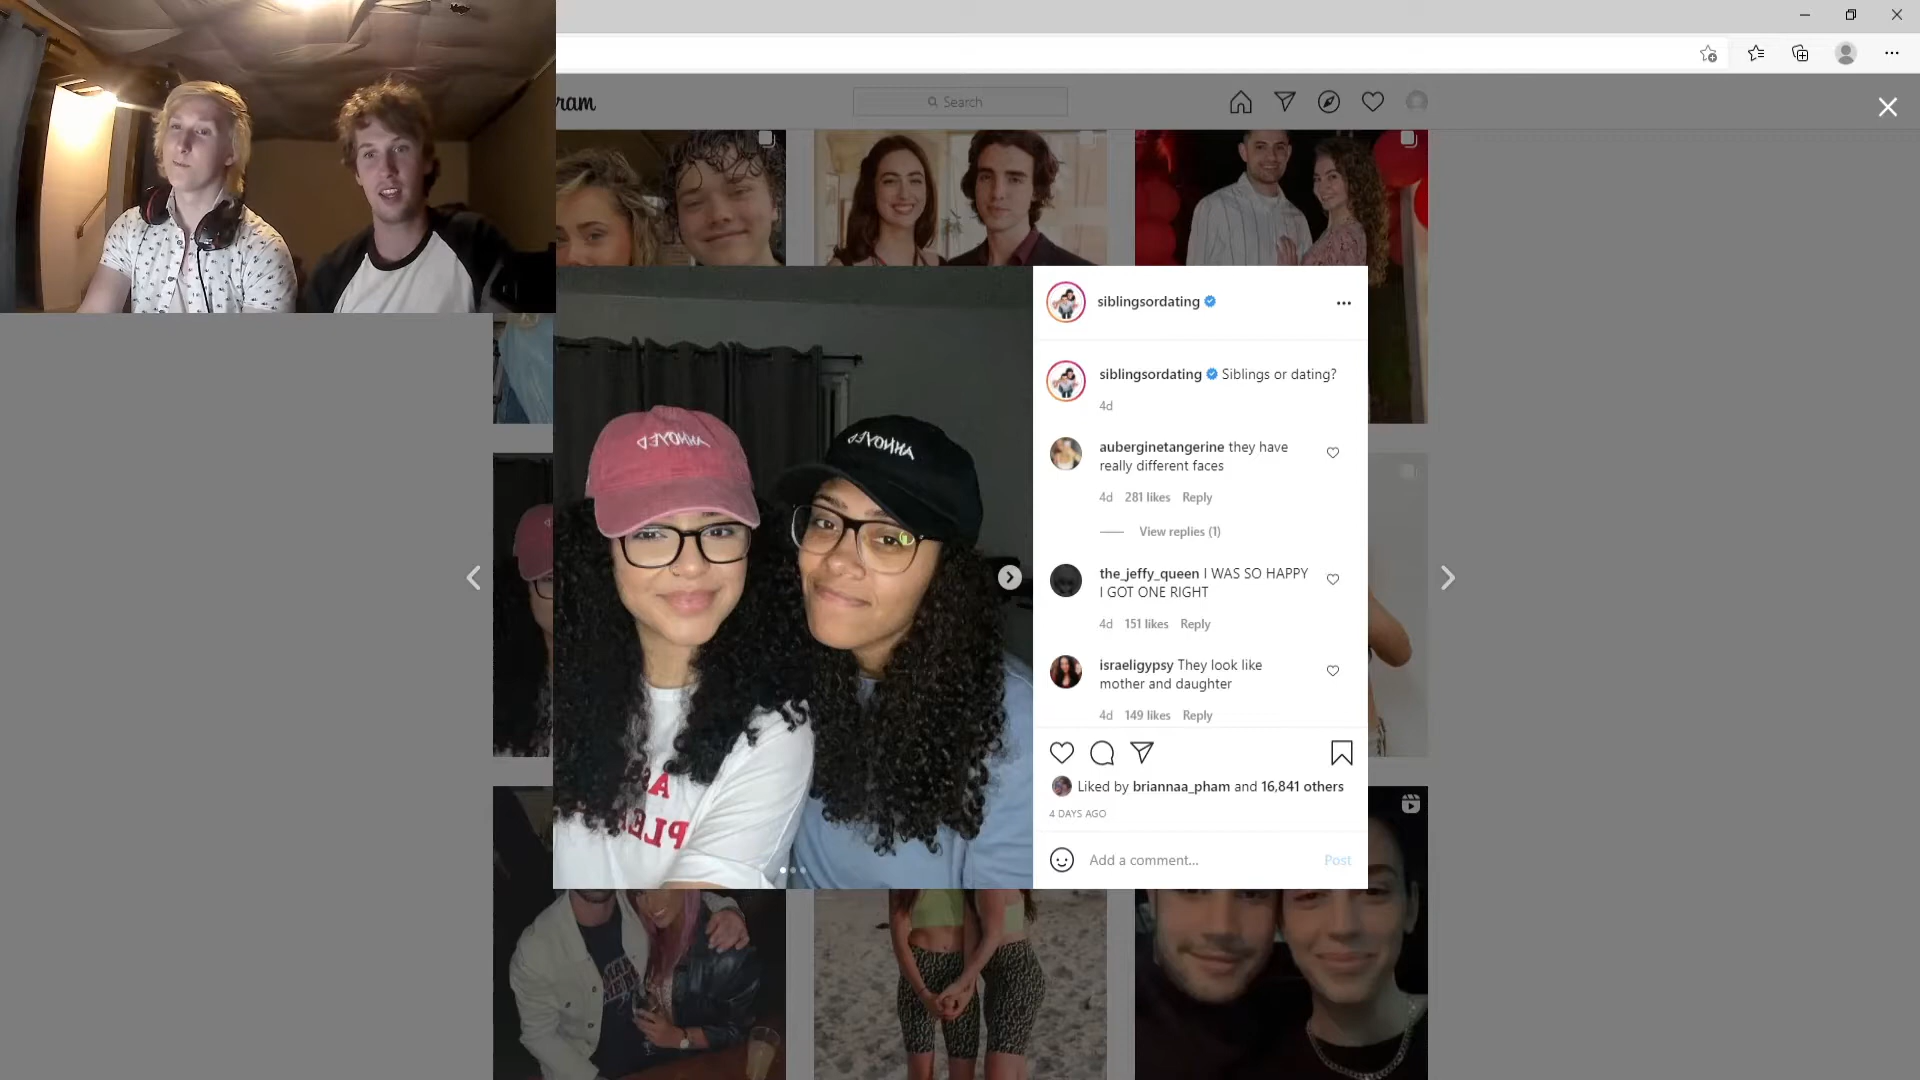 ram
Search
siblingsordating
siblingsordating Siblings or dating?
4d
auberginetangerine they have
really different faces
4d 281 likes Reply
View replies (1)
the_jeffy_queen I WAS SO HAPPY
I GOT ONE RIGHT
4d 151 likes Reply
israeligypsy They look like
mother and daughter
4d 149 likes Reply
Liked by briannaa_pham and 16,841 others
4 DAYS AGO
Add a comment... Post
ANNOYED
ANNOYED